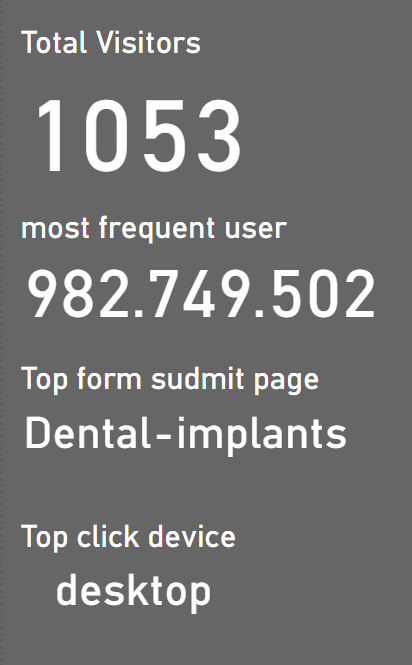 Total Visitors
1053
most frequent user
982.749.502
Top form sudmit page
Dental-implants
Top click device
desktop